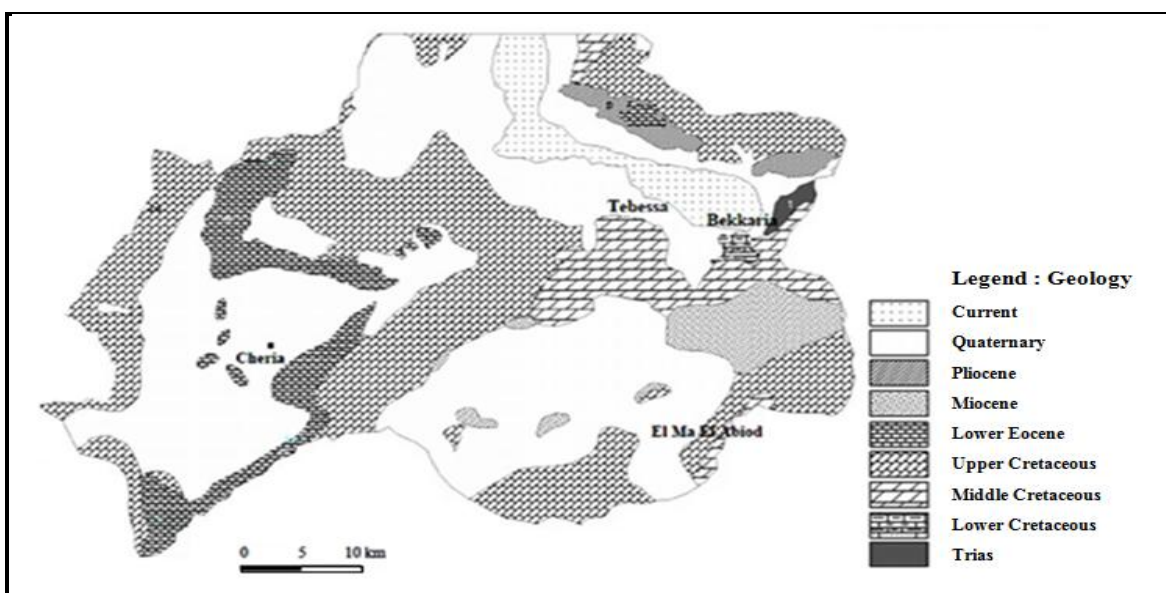 Tebessa
Bekkaria
Cheria
El Ma El Abiod
0 5 10 km
Legend : Geology
Current
Quaternary
Pliocene
Miocene
Lower Eocene
Upper Cretaceous
Middle Cretaceous
Lower Cretaceous
Trias